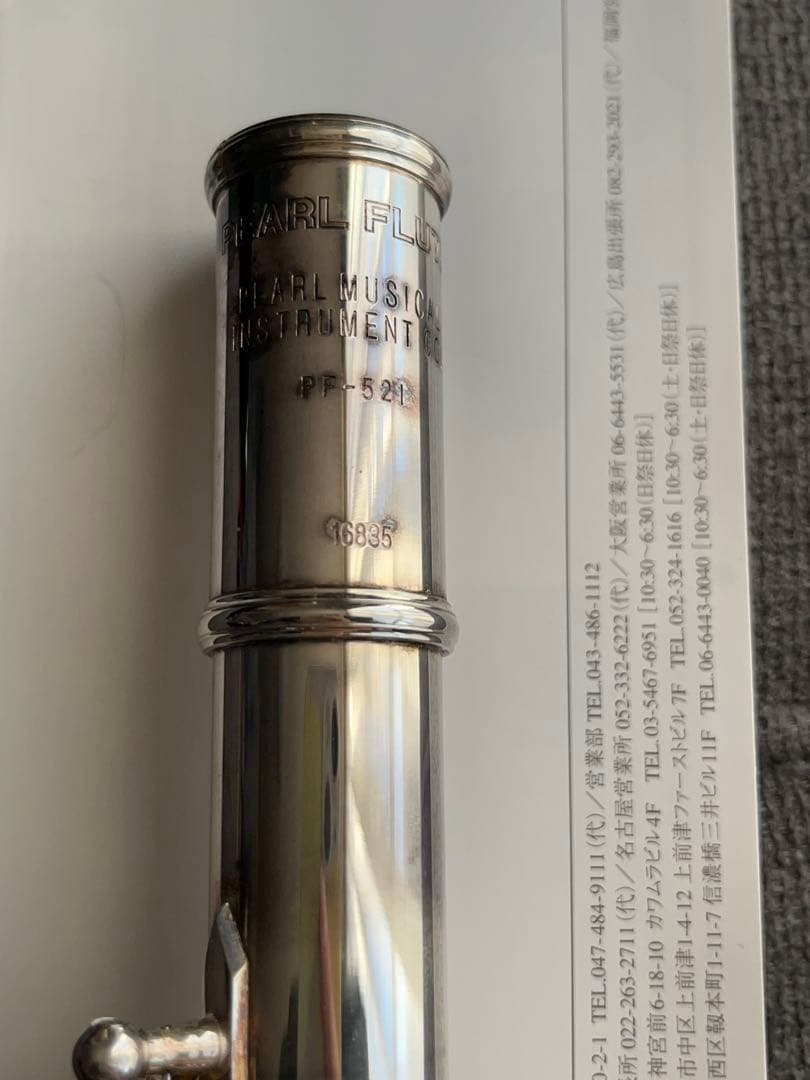 PEARL FLUT
PEARL MUSICAL
INSTRUMENT CO
PF-521
16835
0-2-1 TEL.047-484-9111(代)／営業部 TEL.043-486-1112
所 022-263-2711(代)／名古屋営業所 052-332-6222(代)／大阪営業所 06-6443-5531(代)／広島出張所 082-293-2021(代)／福岡
神宮前6-18-10 カワムラビル4F TEL.03-5467-6951 [10:30〜6:30(日祭日休)]
市中区上前津1-4-12 上前津ファーストビル7F TEL.052-324-1616 [10:30〜6:30(土・日祭日休)]
西区靱本町1-11-7 信濃橋三井ビル11F TEL.06-6443-0040 [10:30〜6:30(土・日祭日休)]